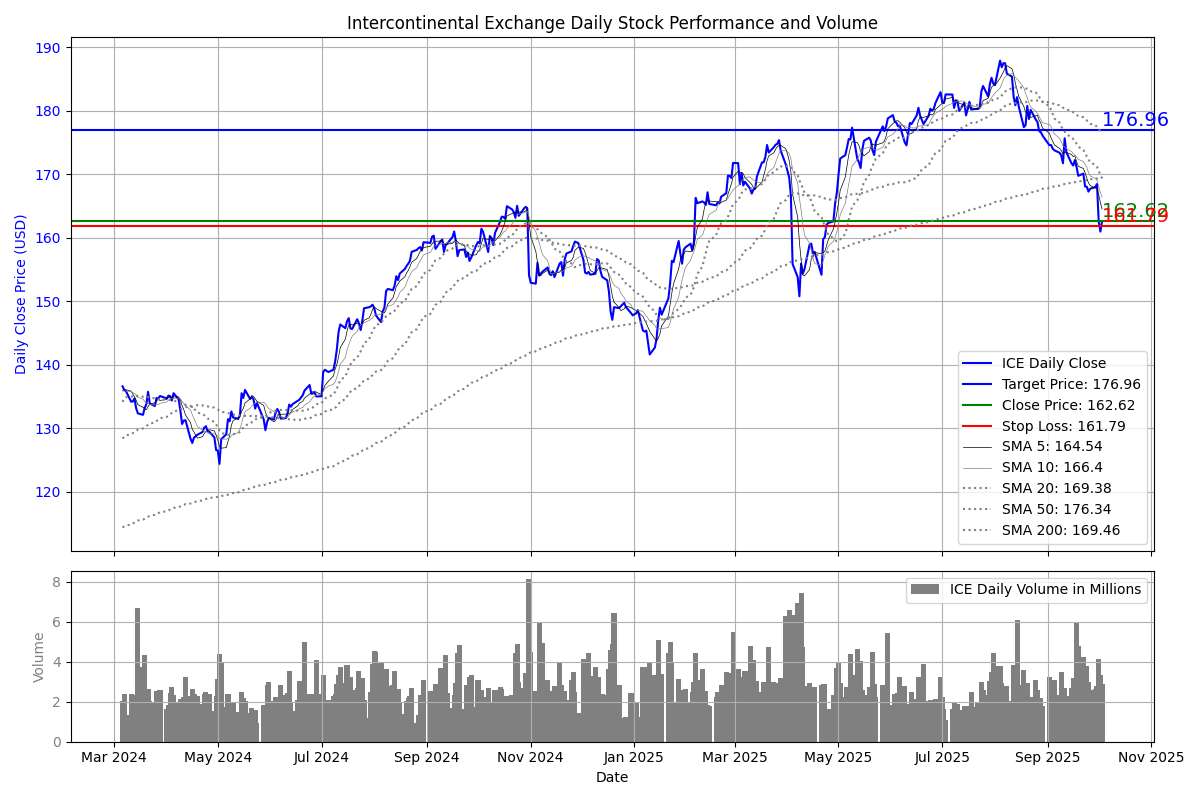 Intercontinental Exchange Daily Stock Performance and Volume
Daily Close Price (USD)
190
180
170
160
150
140
130
120
176.96
162.62
161.79
ICE Daily Close
Target Price: 176.96
Close Price: 162.62
Stop Loss: 161.79
SMA 5: 164.54
SMA 10: 166.4
SMA 20: 169.38
SMA 50: 176.34
SMA 200: 169.46
Volume
8
6
4
2
0
ICE Daily Volume in Millions
Mar 2024 May 2024 Jul 2024 Sep 2024 Nov 2024 Jan 2025 Mar 2025 May 2025 Jul 2025 Sep 2025 Nov 2025
Date